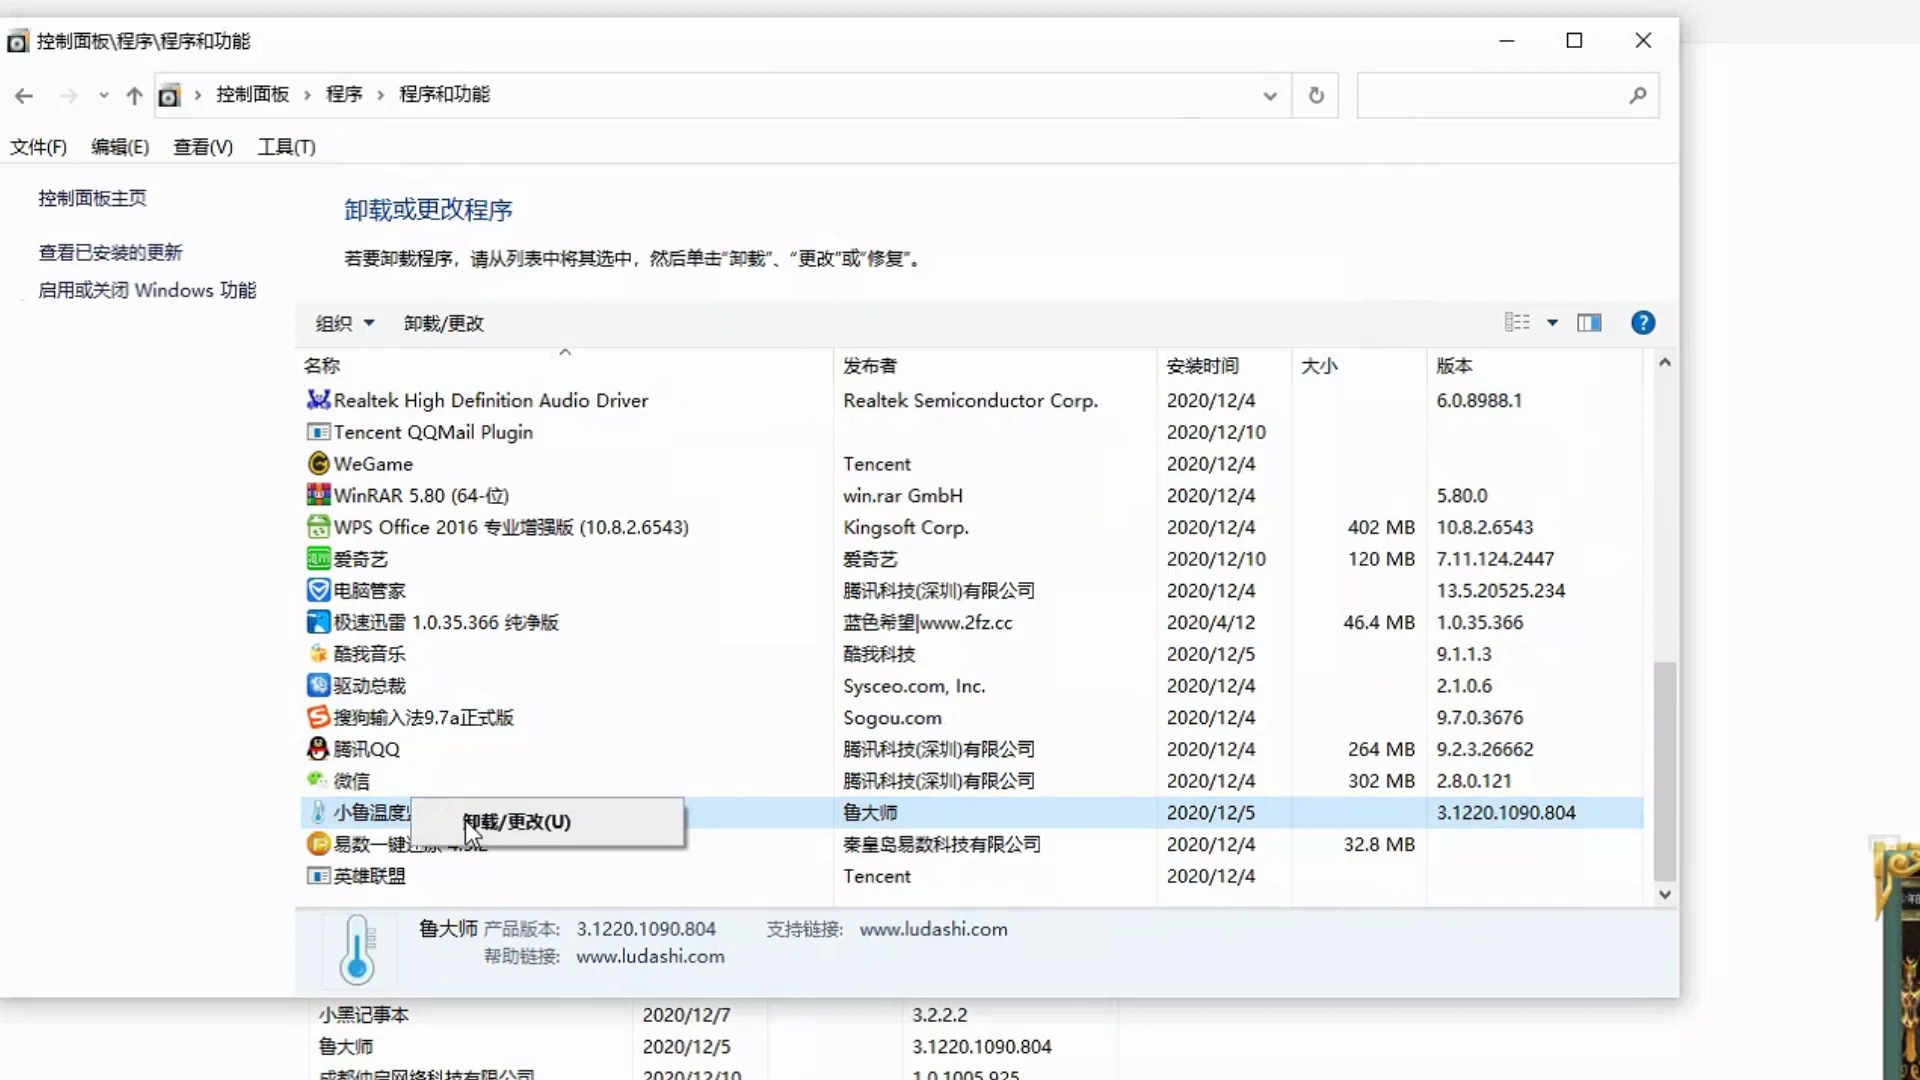 控制面板\程序\程序和功能
控制面板 程序 程序和功能
文件(F) 编辑(E) 查看(V) 工具(T)
控制面板主页
查看已安装的更新
启用或关闭 Windows 功能
卸载或更改程序
若要卸载程序，请从列表中将其选中，然后单击“卸载”、“更改”或“修复”。
组织 卸载/更改
名称 发布者 安装时间 大小 版本
Realtek High Definition Audio Driver Realtek Semiconductor Corp. 2020/12/4 6.0.8988.1
Tencent QQMail Plugin 2020/12/10
WeGame Tencent 2020/12/4
WinRAR 5.80 (64-位) win.rar GmbH 2020/12/4 5.80.0
WPS Office 2016 专业增强版 (10.8.2.6543) Kingsoft Corp. 2020/12/4 402 MB 10.8.2.6543
爱奇艺 爱奇艺 2020/12/10 120 MB 7.11.124.2447
电脑管家 腾讯科技(深圳)有限公司 2020/12/4 13.5.20525.234
极速迅雷 1.0.35.366 纯净版 蓝色希望|www.2fz.cc 2020/4/12 46.4 MB 1.0.35.366
酷我音乐 酷我科技 2020/12/5 9.1.1.3
驱动总裁 Sysceo.com, Inc. 2020/12/4 2.1.0.6
搜狗输入法9.7a正式版 Sogou.com 2020/12/4 9.7.0.3676
腾讯QQ 腾讯科技(深圳)有限公司 2020/12/4 264 MB 9.2.3.26662
微信 腾讯科技(深圳)有限公司 2020/12/4 302 MB 2.8.0.121
小鲁温度 鲁大师 2020/12/5 3.1220.1090.804
卸载/更改(U)
易数一键还原 秦皇岛易数科技有限公司 2020/12/4 32.8 MB
英雄联盟 Tencent 2020/12/4
鲁大师 产品版本: 3.1220.1090.804 支持链接: www.ludashi.com
帮助链接: www.ludashi.com
小黑记事本 2020/12/7 3.2.2.2
鲁大师 2020/12/5 3.1220.1090.804
2020/12/10 1.0.1005.925